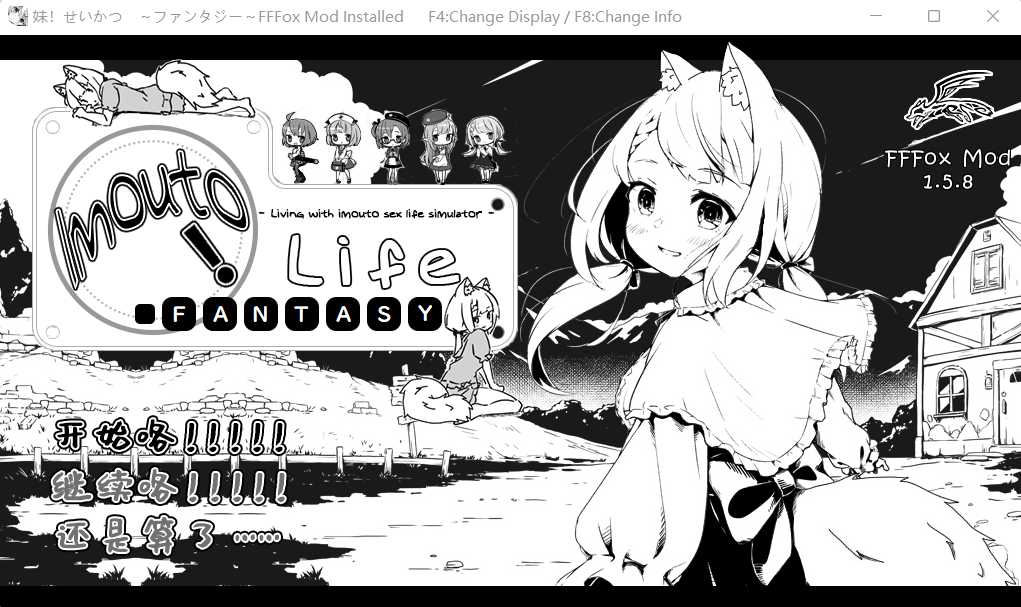 妹！せいかつ　~ファンタジー~FFFox Mod Installed　F4:Change Display / F8:Change Info
FFFox Mod
1.5.8
Imouto!
- Living with imouto sex life simulator -
Life
FANTASY
开始咯!!!!!
继续咯!!!!!
还是算了……